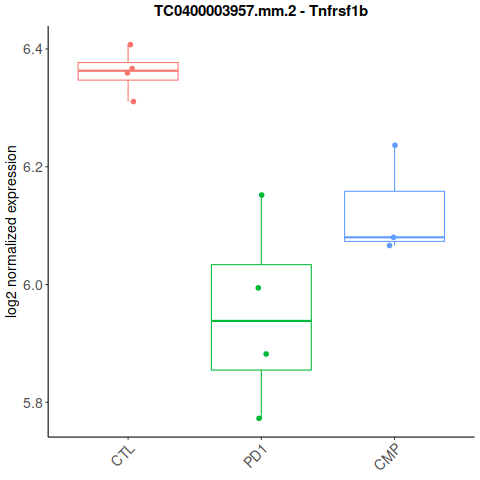 TC0400003957.mm.2 - Tnfrsf1b
log2 normalized expression
6.4
6.2
6.0
5.8
CTL
PD1
CMP